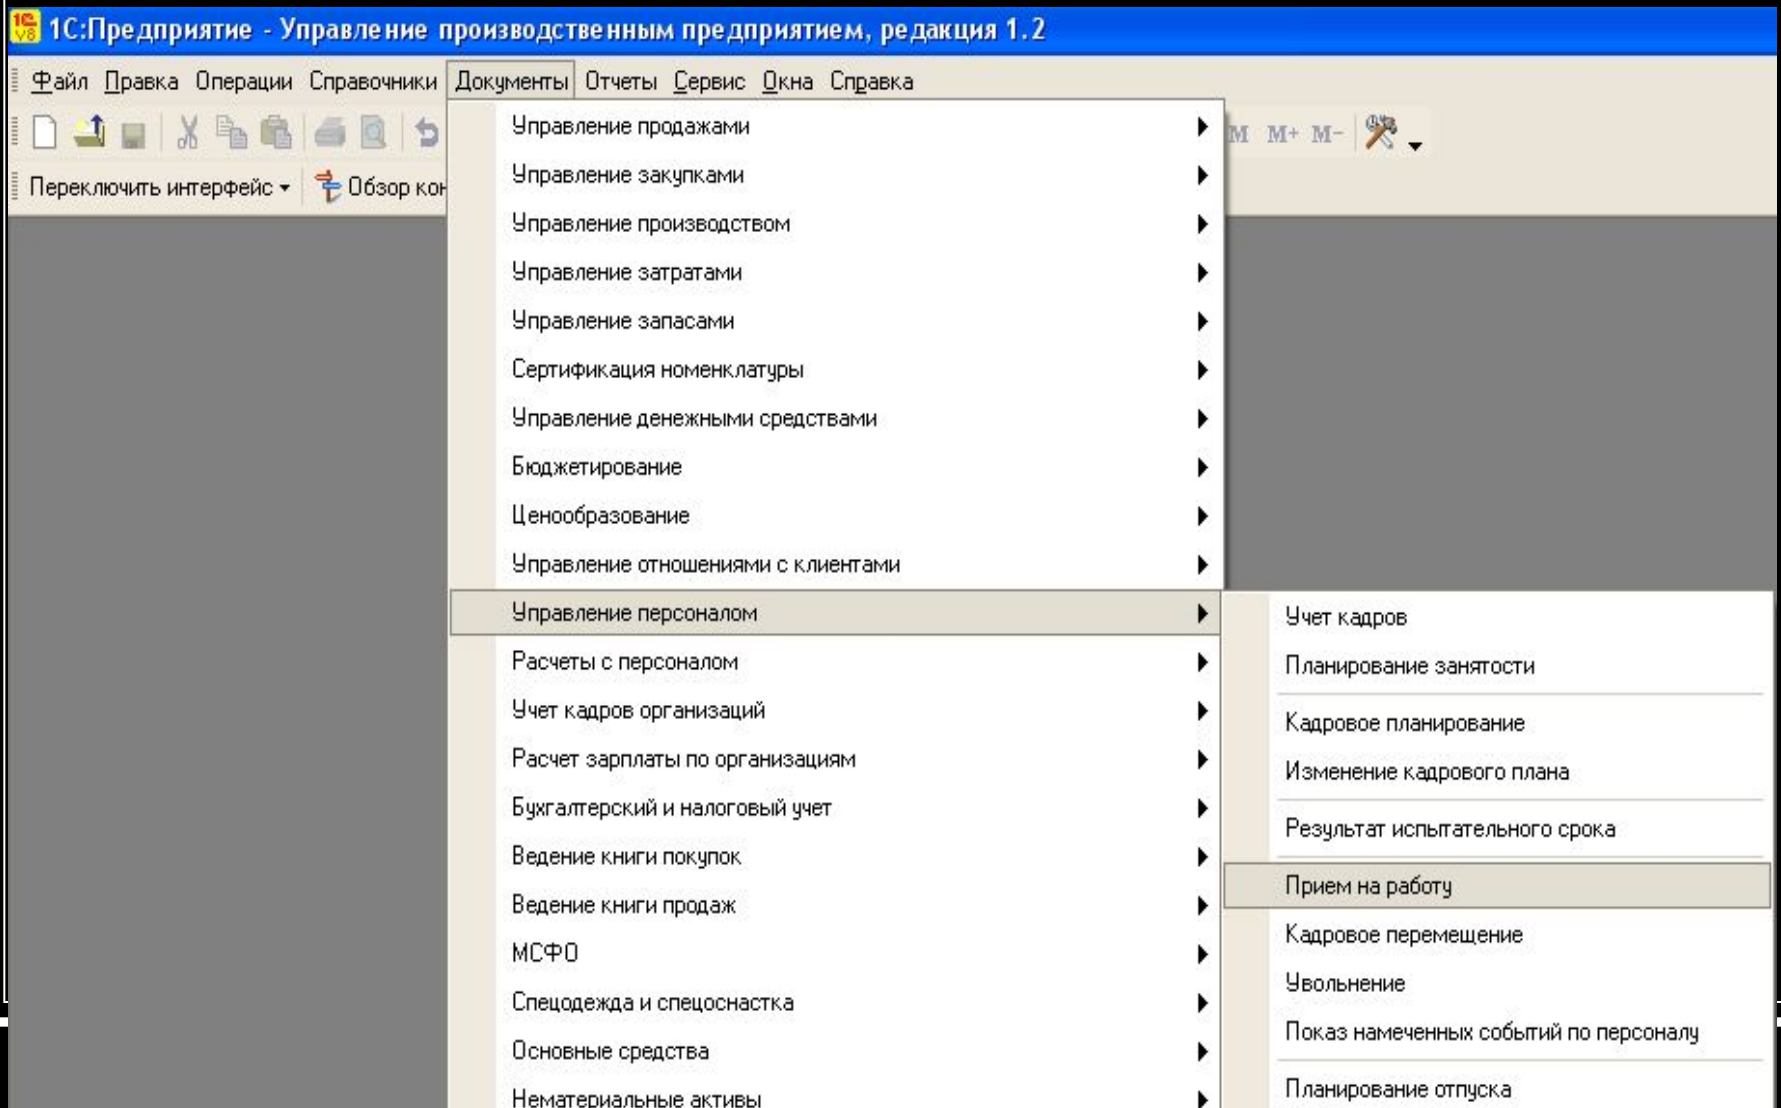 1С:Предприятие - Управление производственным предприятием, редакция 1.2
Файл Правка Операции Справочники Документы Отчеты Сервис Окна Справка
M M+ M-
Переключить интерфейс Обзор кон
Управление продажами
Управление закупками
Управление производством
Управление затратами
Управление запасами
Сертификация номенклатуры
Управление денежными средствами
Бюджетирование
Ценообразование
Управление отношениями с клиентами
Управление персоналом
Расчеты с персоналом
Учет кадров организаций
Расчет зарплаты по организациям
Бухгалтерский и налоговый учет
Ведение книги покупок
Ведение книги продаж
МСФО
Спецодежда и спецоснастка
Основные средства
Нематериальные активы
Учет кадров
Планирование занятости
Кадровое планирование
Изменение кадрового плана
Результат испытательного срока
Прием на работу
Кадровое перемещение
Увольнение
Показ намеченных событий по персоналу
Планирование отпуска